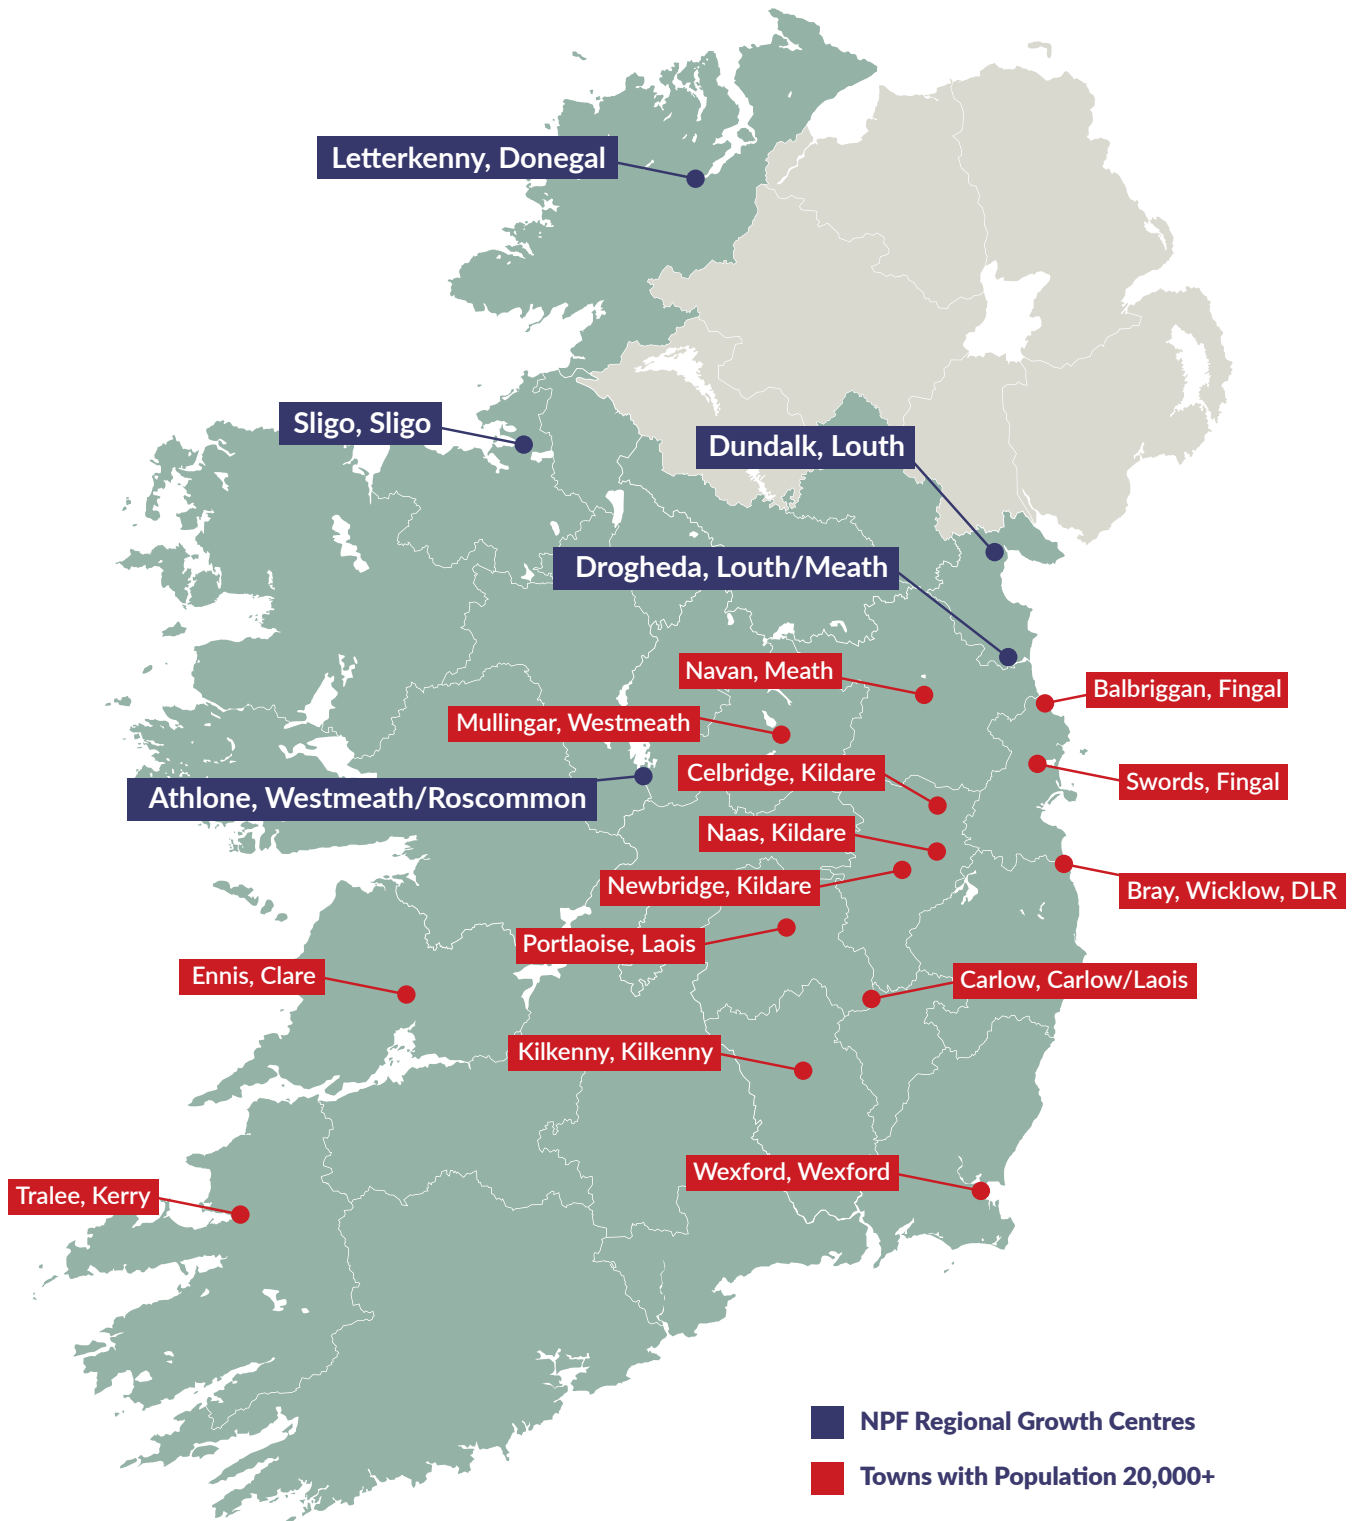 Letterkenny, Donegal
Sligo, Sligo
Dundalk, Louth
Drogheda, Louth/Meath
Navan, Meath
Balbriggan, Fingal
Mullingar, Westmeath
Celbridge, Kildare
Swords, Fingal
Athlone, Westmeath/Roscommon
Naas, Kildare
Newbridge, Kildare
Bray, Wicklow, DLR
Portlaoise, Laois
Ennis, Clare
Carlow, Carlow/Laois
Kilkenny, Kilkenny
Wexford, Wexford
Tralee, Kerry
NPF Regional Growth Centres
Towns with Population 20,000+